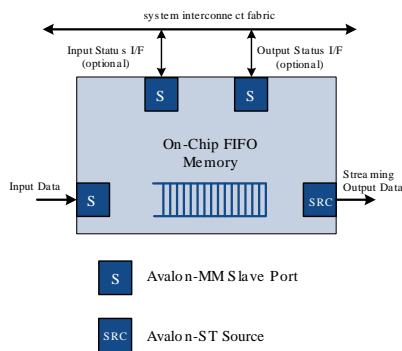 system interconnect fabric
Input Status I/F
(optional)
Output Status I/F
(optional)
S
S
On-Chip FIFO
Memory
Input Data
S
SRC
Streaming
Output Data
S
Avalon-MM Slave Port
SRC
Avalon-ST Source